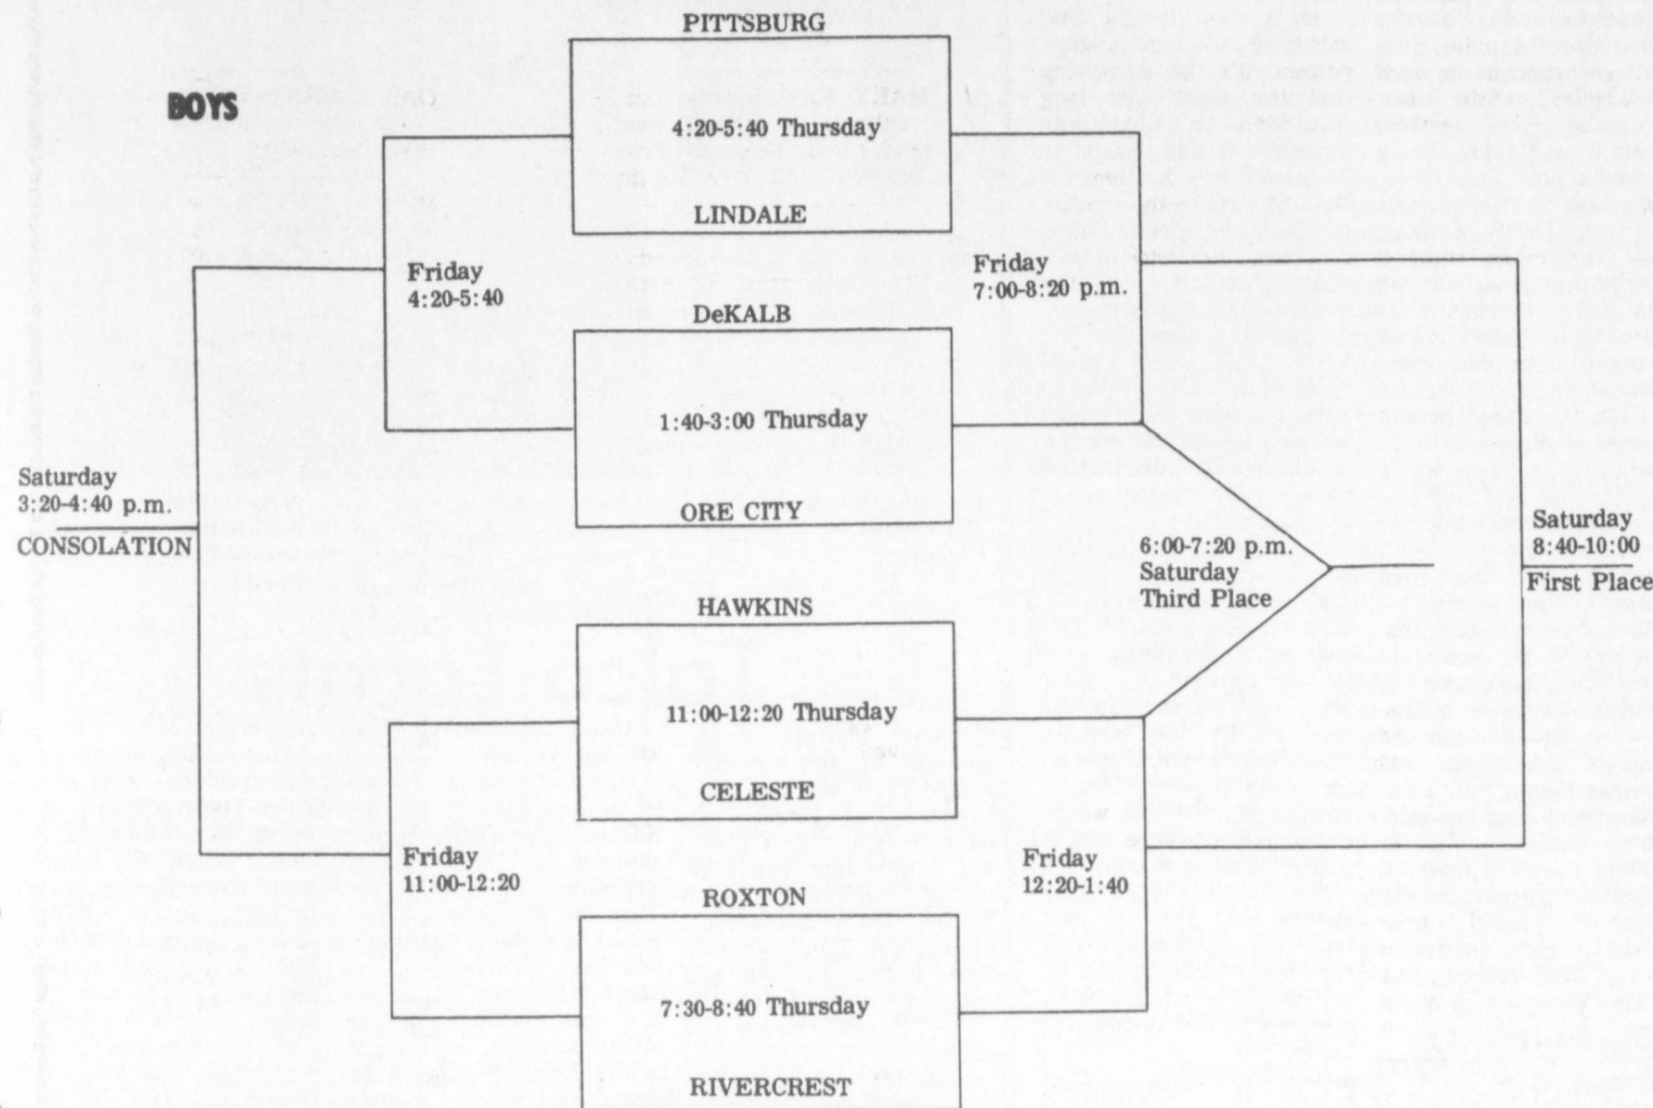 BOYS
PITTSBURG
4:20-5:40 Thursday
LINDALE
Friday
4:20-5:40
Friday
7:00-8:20 p.m.
DeKALB
1:40-3:00 Thursday
ORE CITY
Saturday
3:20-4:40 p.m.
CONSOLATION
6:00-7:20 p.m.
Saturday
Third Place
Saturday
8:40-10:00
First Place
HAWKINS
11:00-12:20 Thursday
CELESTE
Friday
11:00-12:20
Friday
12:20-1:40
ROXTON
7:30-8:40 Thursday
RIVERCREST